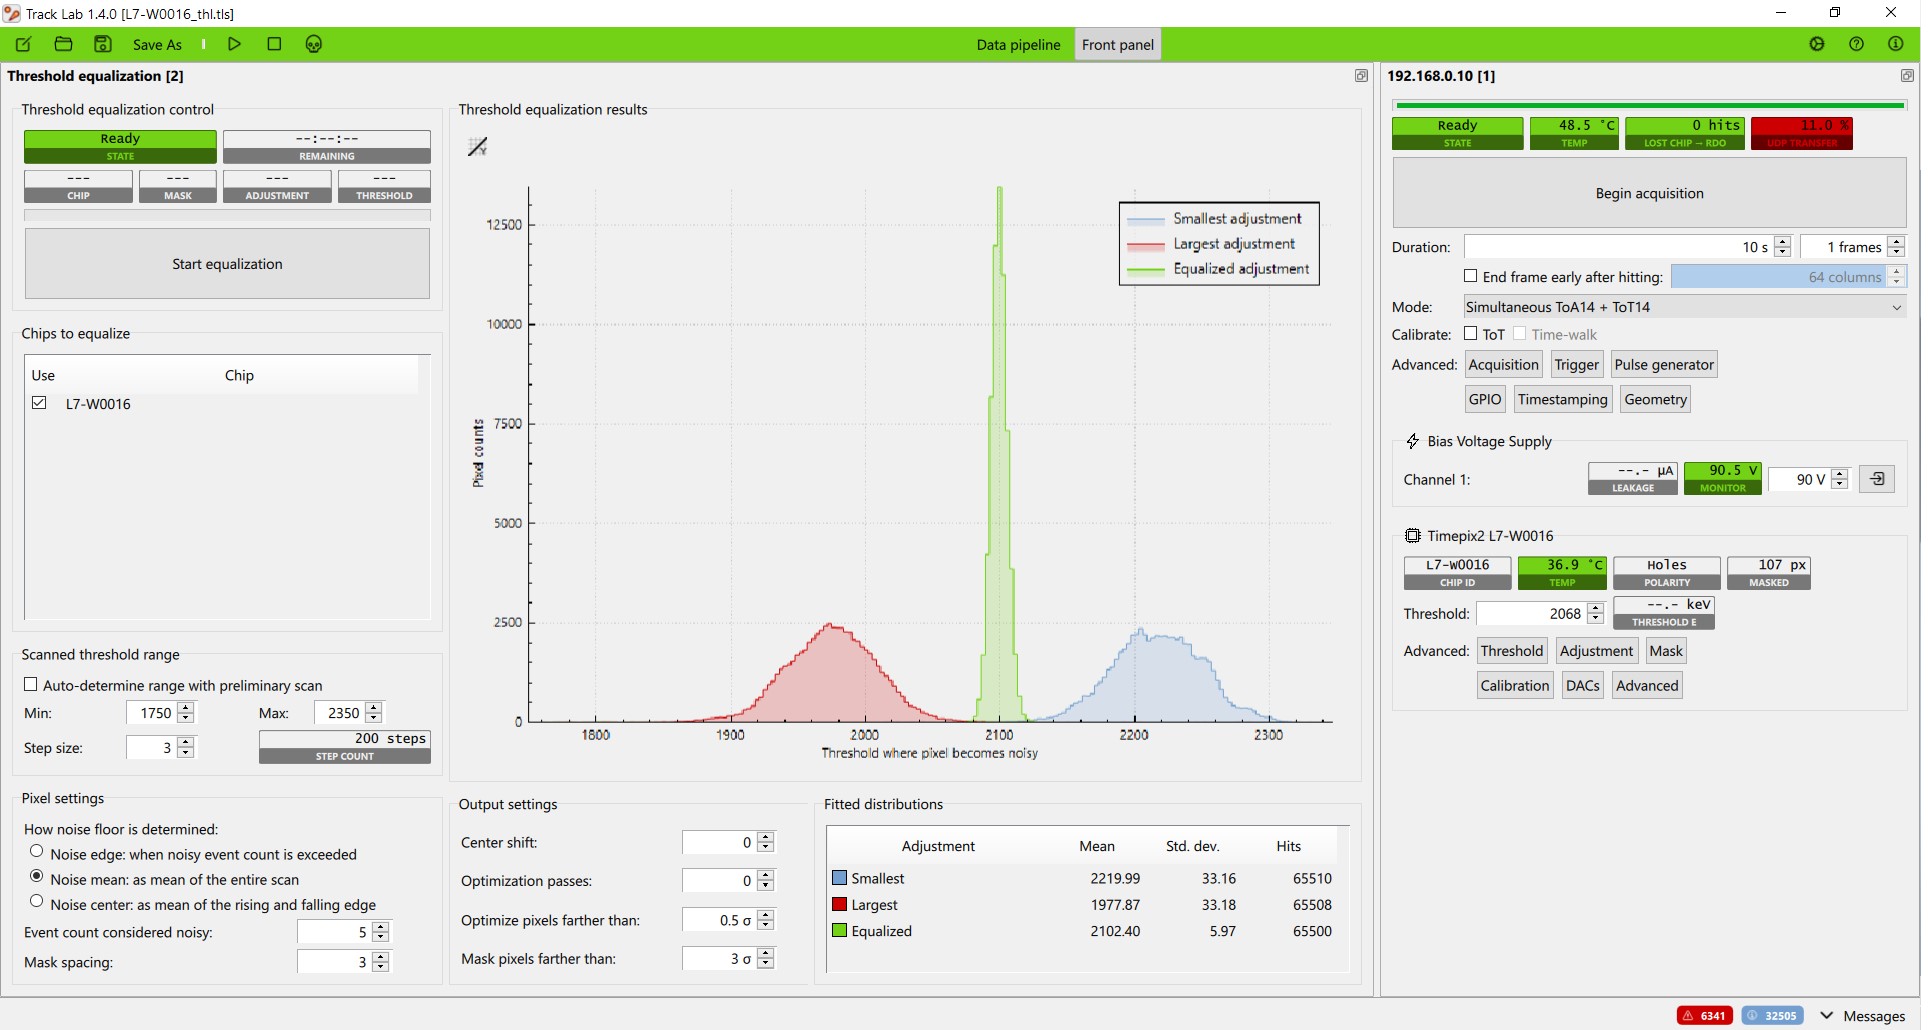 Track Lab 1.4.0 [L7-W0016_thl.tls]
Save As
Data pipeline
Front panel
Threshold equalization [2]
Threshold equalization control
Ready
STATE
--:--:--
REMAINING
---
CHIP
---
MASK
---
ADJUSTMENT
---
THRESHOLD
Start equalization
Chips to equalize
Use Chip
L7-W0016
Scanned threshold range
Auto-determine range with preliminary scan
Min: 1750 Max: 2350
Step size: 3
200 steps
STEP COUNT
Pixel settings
How noise floor is determined:
Noise edge: when noisy event count is exceeded
Noise mean: as mean of the entire scan
Noise center: as mean of the rising and falling edge
Event count considered noisy: 5
Mask spacing: 3
Threshold equalization results
Smallest adjustment
Largest adjustment
Equalized adjustment
Pixel counts
12500
10000
7500
5000
2500
0
1800 1900 2000 2100 2200 2300
Threshold where pixel becomes noisy
Output settings
Center shift: 0
Optimization passes: 0
Optimize pixels farther than: 0.5 σ
Mask pixels farther than: 3 σ
Fitted distributions
Adjustment Mean Std. dev. Hits
Smallest 2219.99 33.16 65510
Largest 1977.87 33.18 65508
Equalized 2102.40 5.97 65500
192.168.0.10 [1]
Ready
STATE
48.5 °C
TEMP
0 hits
LOST CHIP → RDO
11.0 %
UDP TRANSFER
Begin acquisition
Duration: 10 s 1 frames
End frame early after hitting: 64 columns
Mode: Simultaneous ToA14 + ToT14
Calibrate: ToT Time-walk
Advanced: Acquisition Trigger Pulse generator
GPIO Timestamping Geometry
Bias Voltage Supply
Channel 1:
--.- µA
LEAKAGE
90.5 V
MONITOR
90 V
Timepix2 L7-W0016
L7-W0016
CHIP ID
36.9 °C
TEMP
Holes
POLARITY
107 px
MASKED
Threshold: 2068
--.- keV
THRESHOLD E
Advanced: Threshold Adjustment Mask
Calibration DACs Advanced
6341 32505 Messages